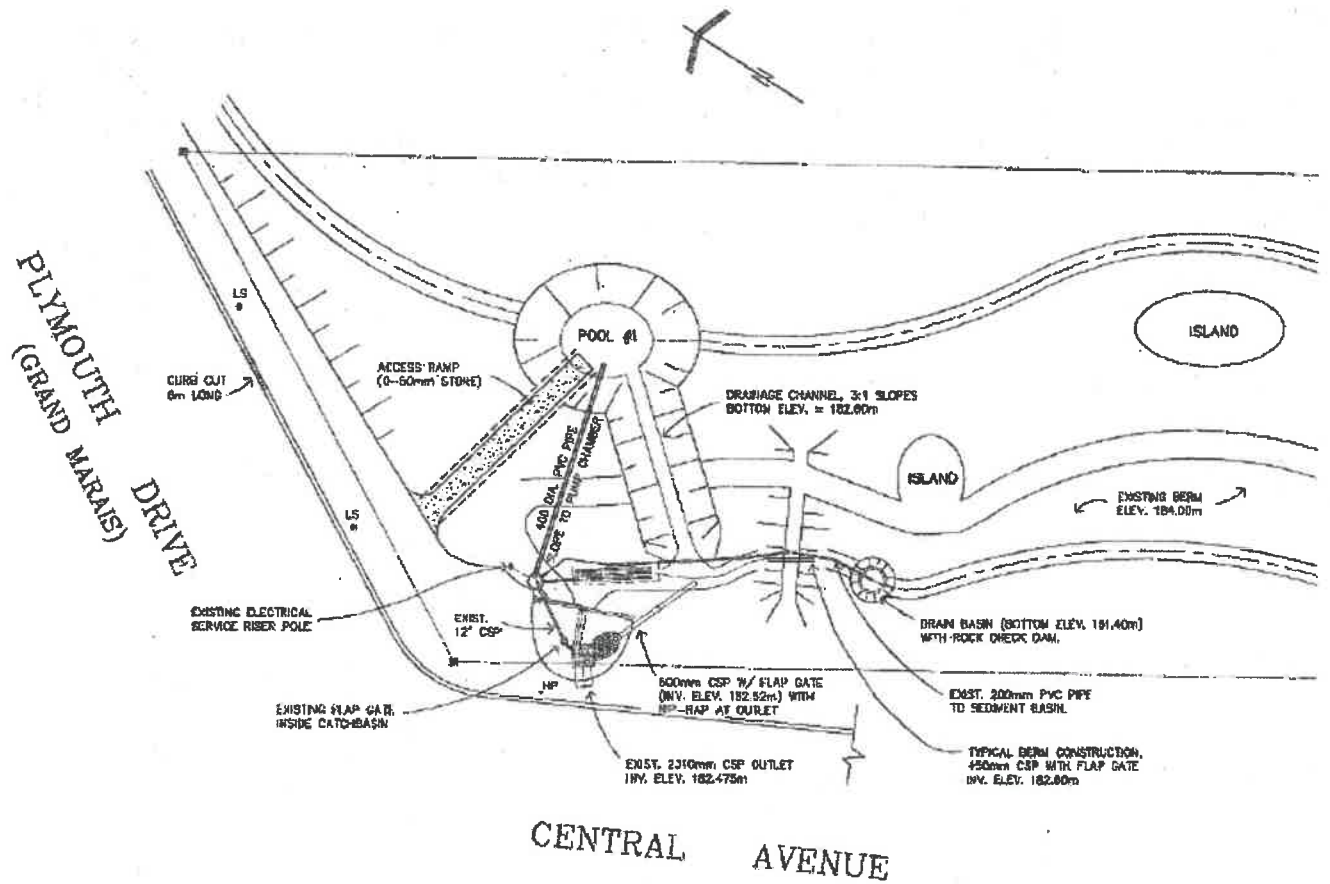 PLYMOUTH DRIVE
(GRAND MARAIS)
LS
CURB CUT
6m LONG
LS
ACCESS RAMP
(0-60mm STONE)
POOL #1
400 DIA. PVC PIPE
SLOPE TO PUMP CHAMBER
DRAINAGE CHANNEL, 3:1 SLOPES
BOTTOM ELEV. = 182.60m
ISLAND
ISLAND
EXISTING BERM
ELEV. 184.00m
EXISTING ELECTRICAL
SERVICE RISER POLE
EXIST.
12" CSP
HP
EXISTING FLAP GATE
INSIDE CATCHBASIN
600mm CSP W/ FLAP GATE
(INV. ELEV. 182.52m) WITH
RIP-RAP AT OUTLET
EXIST. 2310mm CSP OUTLET
INV. ELEV. 182.475m
DRAIN BASIN (BOTTOM ELEV. 181.40m)
WITH ROCK CHECK DAM.
EXIST. 200mm PVC PIPE
TO SEDIMENT BASIN.
TYPICAL BERM CONSTRUCTION,
450mm CSP WITH FLAP GATE
INV. ELEV. 182.60m
CENTRAL AVENUE